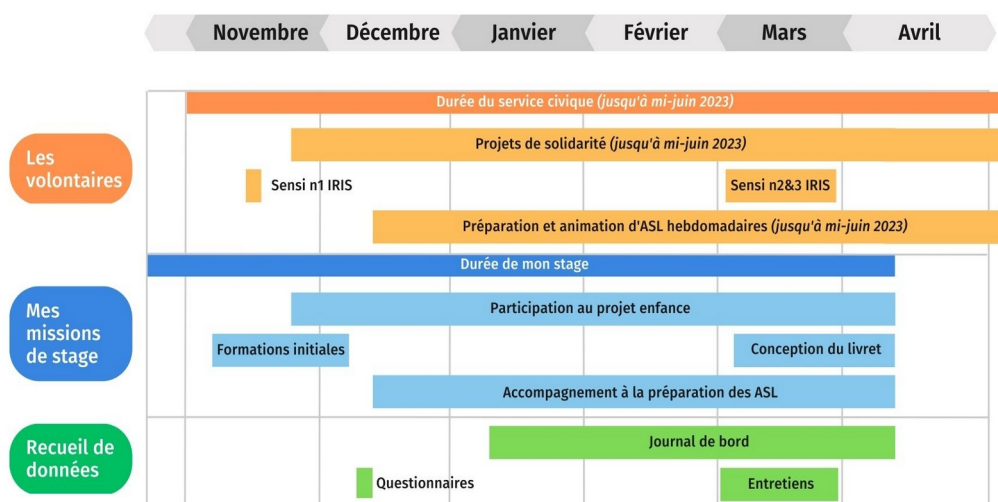 Novembre Décembre Janvier Février Mars Avril
Durée du service civique (jusqu'à mi-juin 2023)
Les
volontaires
Projets de solidarité (jusqu'à mi-juin 2023)
Sensi n1 IRIS
Sensi n2&3 IRIS
Préparation et animation d'ASL hebdomadaires (jusqu'à mi-juin 2023)
Durée de mon stage
Mes
missions
de stage
Participation au projet enfance
Formations initiales
Conception du livret
Accompagnement à la préparation des ASL
Recueil de
données
Journal de bord
Questionnaires
Entretiens